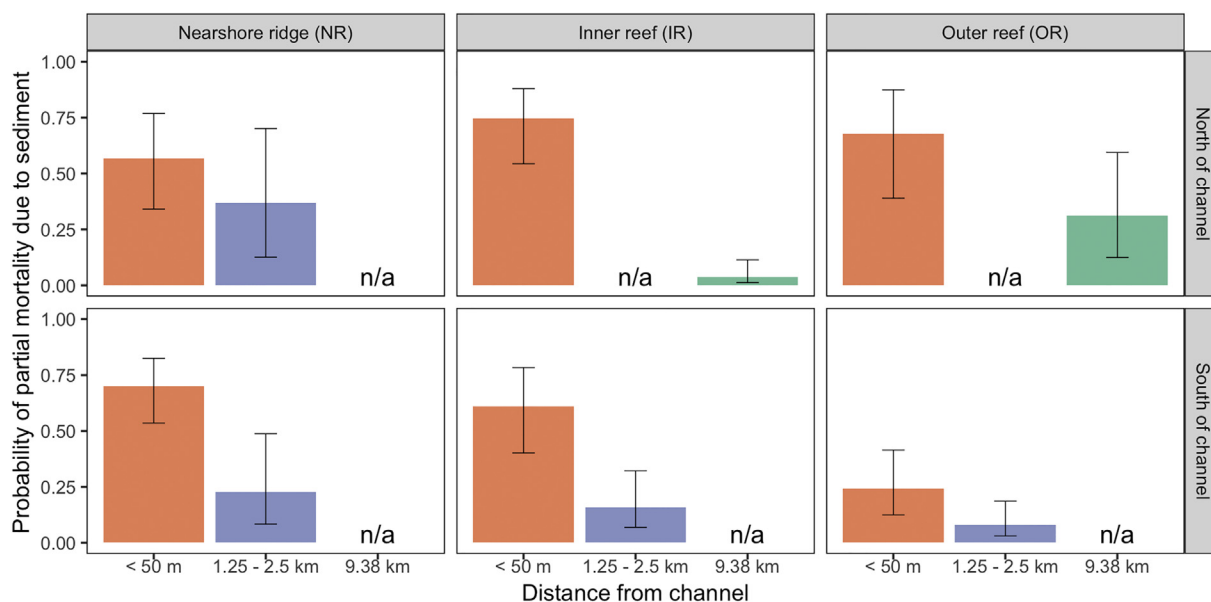 Nearshore ridge (NR) Inner reef (IR) Outer reef (OR)
Probability of partial mortality due to sediment
1.00
0.75
0.50
0.25
0.00
n/a n/a n/a
North of channel
1.00
0.75
0.50
0.25
0.00
n/a n/a n/a
South of channel
< 50 m 1.25 - 2.5 km 9.38 km < 50 m 1.25 - 2.5 km 9.38 km < 50 m 1.25 - 2.5 km 9.38 km
Distance from channel